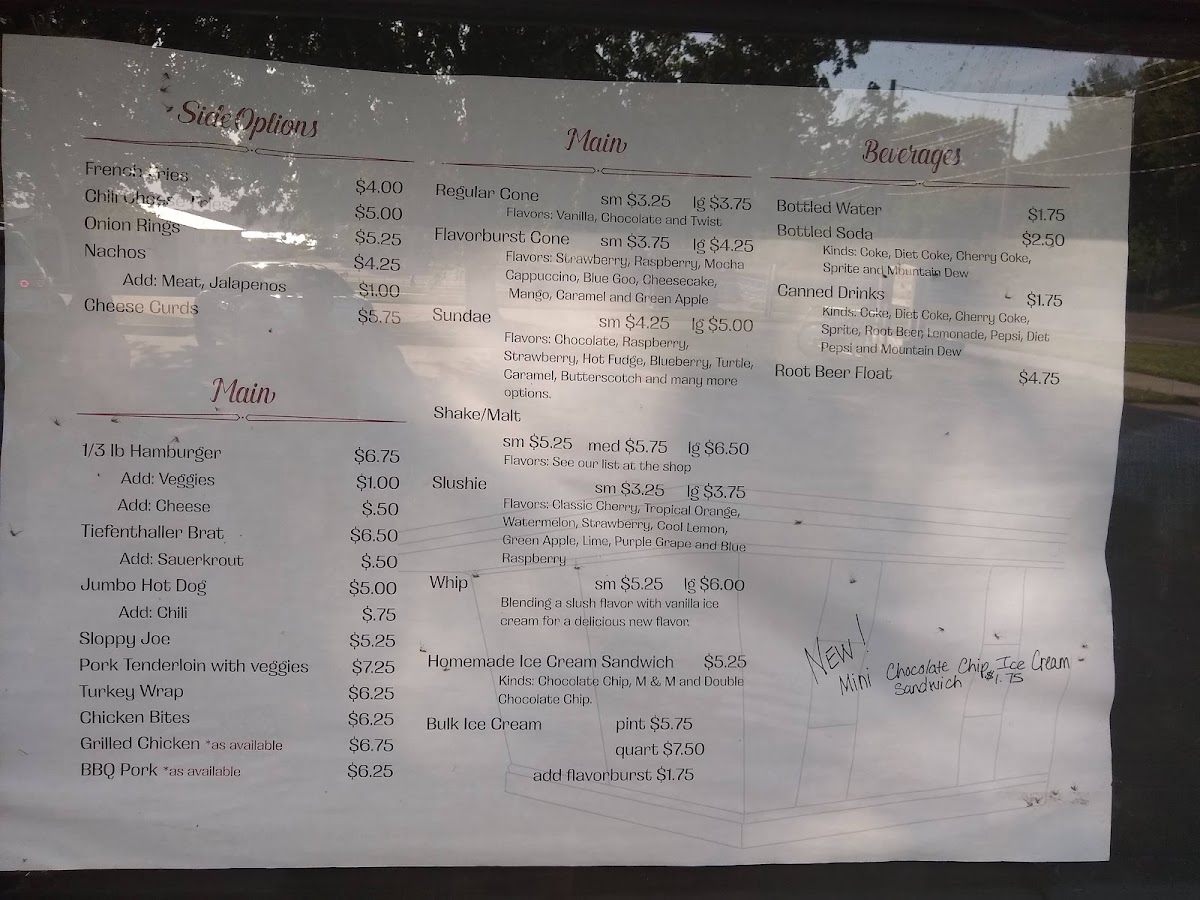 Side Options
French Fries $4.00
Chili $5.00
Onion Rings $5.25
Nachos $4.25
Add: Meat, Jalapenos $1.00
Cheese Curds $5.75
Main
1/3 lb Hamburger $6.75
Add: Veggies $1.00
Add: Cheese $.50
Tiefenthaller Brat $6.50
Add: Sauerkrout $.50
Jumbo Hot Dog $5.00
Add: Chili $.75
Sloppy Joe $5.25
Pork Tenderloin with veggies $7.25
Turkey Wrap $6.25
Chicken Bites $6.25
Grilled Chicken *as available $6.75
BBQ Pork *as available $6.25
Main
Regular Cone sm $3.25 lg $3.75
Flavors: Vanilla, Chocolate and Twist
Flavorburst Cone sm $3.75 lg $4.25
Flavors: Strawberry, Raspberry, Mocha
Cappuccino, Blue Goo, Cheesecake,
Mango, Caramel and Green Apple
Sundae sm $4.25 lg $5.00
Flavors: Chocolate, Raspberry,
Strawberry, Hot Fudge, Blueberry, Turtle,
Caramel, Butterscotch and many more
options.
Shake/Malt
sm $5.25 med $5.75 lg $6.50
Flavors: See our list at the shop
Slushie sm $3.25 lg $3.75
Flavors: Classic Cherry, Tropical Orange,
Watermelon, Strawberry, Cool Lemon,
Green Apple, Lime, Purple Grape and Blue
Raspberry
Whip sm $5.25 lg $6.00
Blending a slush flavor with vanilla ice
cream for a delicious new flavor.
Homemade Ice Cream Sandwich $5.25
Kinds: Chocolate Chip, M & M and Double
Chocolate Chip.
Bulk Ice Cream pint $5.75
quart $7.50
add flavorburst $1.75
Beverages
Bottled Water $1.75
Bottled Soda $2.50
Kinds: Coke, Diet Coke, Cherry Coke,
Sprite and Mountain Dew
Canned Drinks $1.75
Kinds: Coke, Diet Coke, Cherry Coke,
Sprite, Root Beer, Lemonade, Pepsi, Diet
Pepsi and Mountain Dew
Root Beer Float $4.75
NEW!
Mini Chocolate Chip Ice Cream
Sandwich $1.75